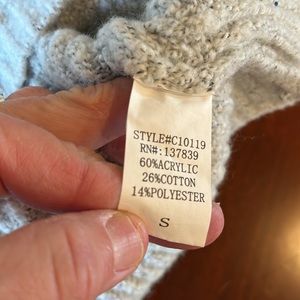 STYLE#C10119
RN#:137839
60%ACRYLIC
26%COTTON
14%POLYESTER
S